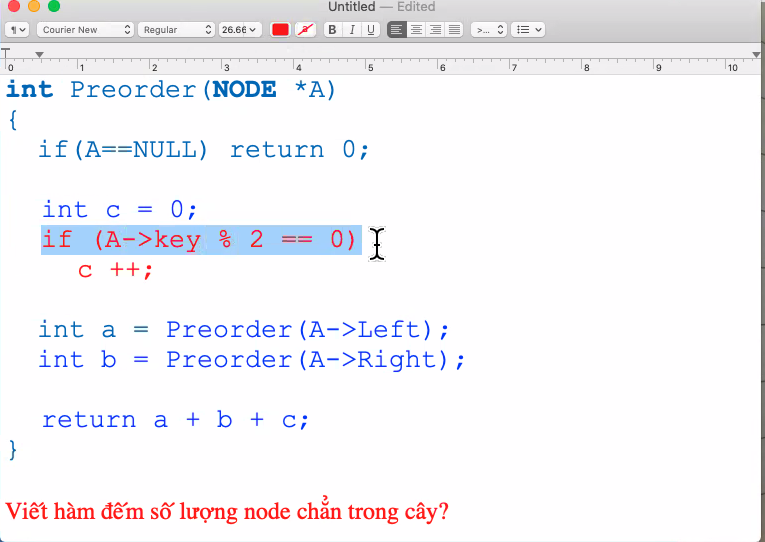 Untitled — Edited
¶ Courier New Regular 26.66 a B I U >...
0 1 2 3 4 5 6 7 8 9 10
int Preorder(NODE *A)
{
if(A==NULL) return 0;
int c = 0;
if (A->key % 2 == 0)
c ++;
int a = Preorder(A->Left);
int b = Preorder(A->Right);
return a + b + c;
}
Viết hàm đếm số lượng node chẳn trong cây?